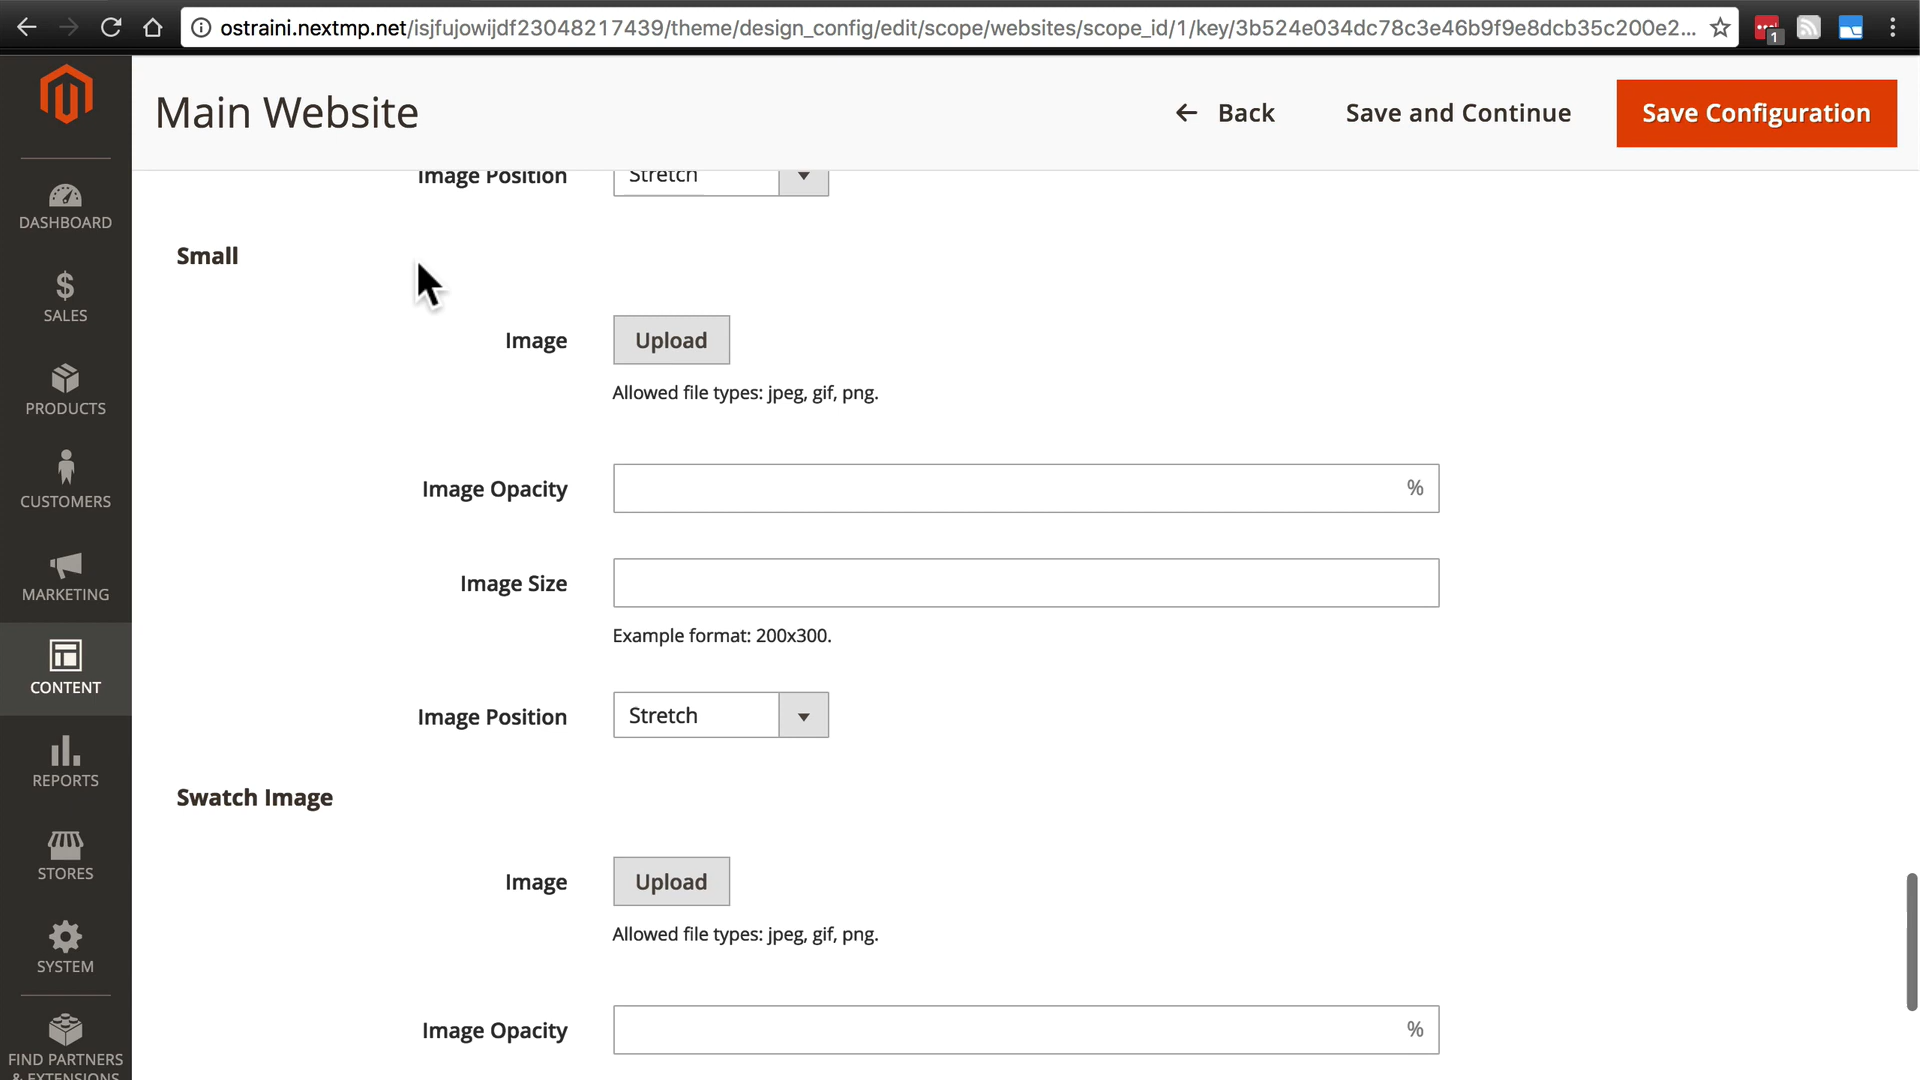 ostraini.nextmp.net/isjfujowijdf23048217439/theme/design_config/edit/scope/websites/scope_id/1/key/3b524e034dc78c3e46b9f9e8dcb35c200e2...
1
Main Website
Back
Save and Continue
Save Configuration
DASHBOARD
SALES
PRODUCTS
CUSTOMERS
MARKETING
CONTENT
REPORTS
STORES
SYSTEM
FIND PARTNERS
& EXTENSIONS
Image Position
Stretch
Small
Image
Upload
Allowed file types: jpeg, gif, png.
Image Opacity
%
Image Size
Example format: 200x300.
Image Position
Stretch
Swatch Image
Image
Upload
Allowed file types: jpeg, gif, png.
Image Opacity
%